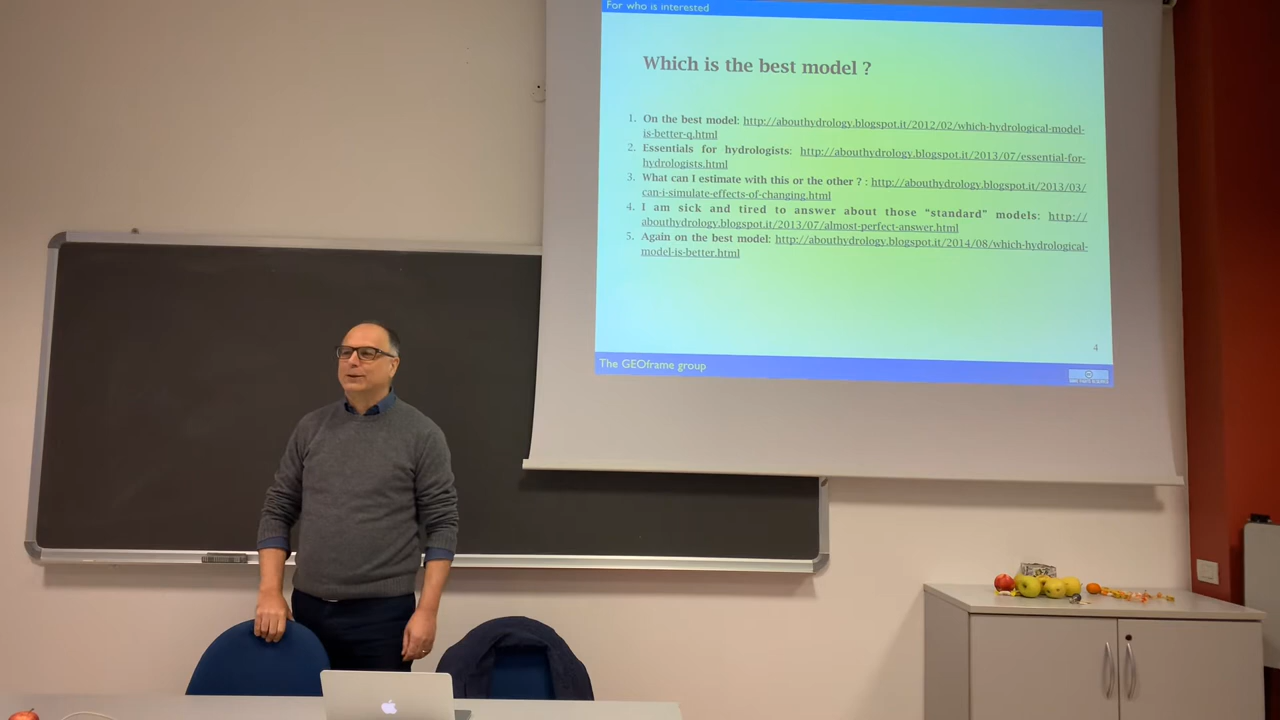 For who is interested
Which is the best model ?
1. On the best model: http://abouthydrology.blogspot.it/2012/02/which-hydrological-model-
is-better-q.html
2. Essentials for hydrologists: http://abouthydrology.blogspot.it/2013/07/essential-for-
hydrologists.html
3. What can I estimate with this or the other ? : http://abouthydrology.blogspot.it/2013/03/
can-i-simulate-effects-of-changing.html
4. I am sick and tired to answer about those “standard” models: http://
abouthydrology.blogspot.it/2013/07/almost-perfect-answer.html
5. Again on the best model: http://abouthydrology.blogspot.it/2014/08/which-hydrological-
model-is-better.html
4
The GEOframe group